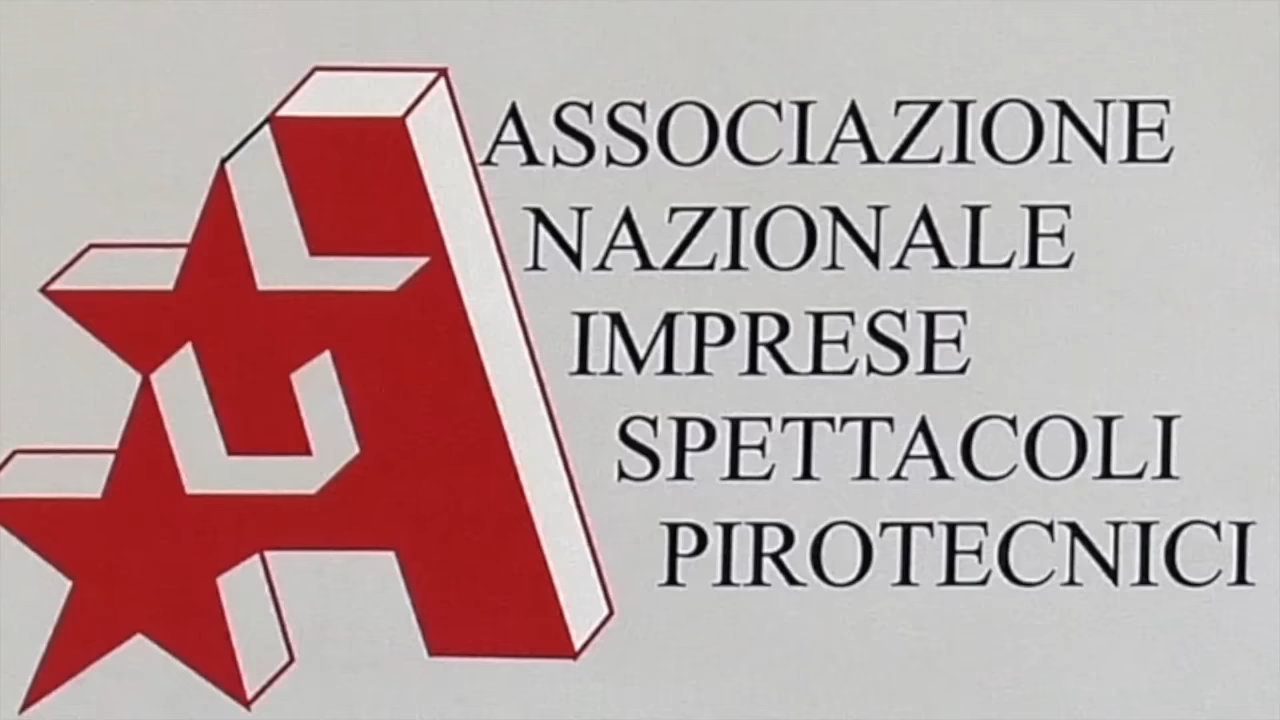 ASSOCIAZIONE
NAZIONALE
IMPRESE
SPETTACOLI
PIROTECNICI